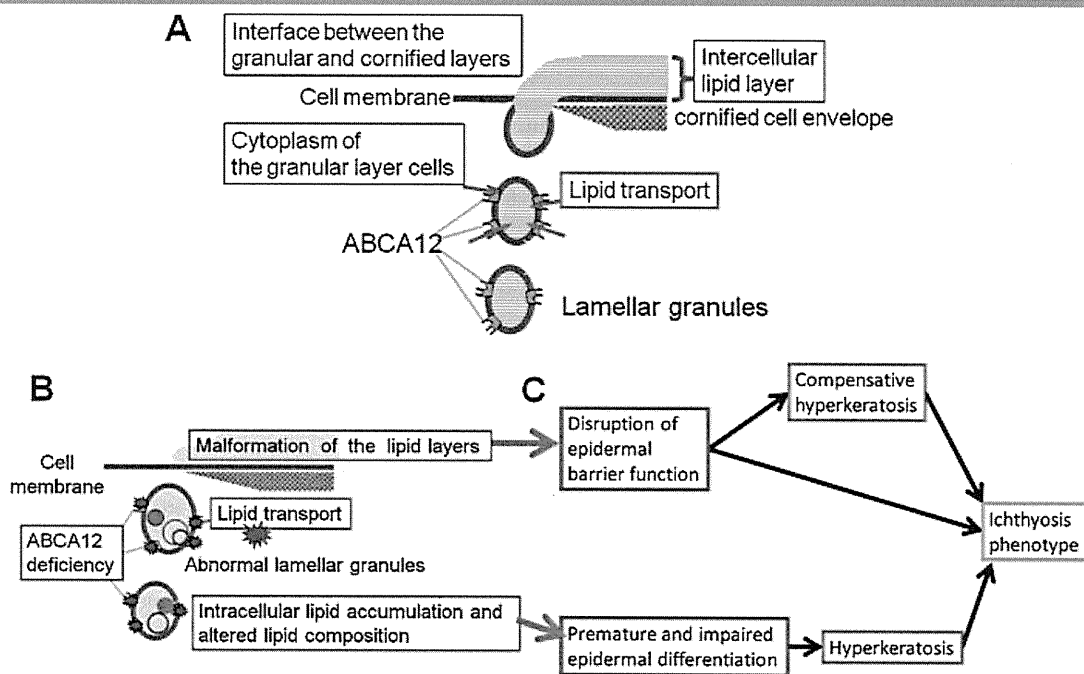 A
Interface between the
granular and cornified layers
Intercellular
lipid layer
Cell membrane
cornified cell envelope
Cytoplasm of
the granular layer cells
Lipid transport
ABCA12
Lamellar granules
B
Malformation of the lipid layers
Cell
membrane
Lipid transport
ABCA12
deficiency
Abnormal lamellar granules
Intracellular lipid accumulation and
altered lipid composition
C
Compensative
hyperkeratosis
Disruption of
epidermal
barrier function
Ichthyosis
phenotype
Premature and impaired
epidermal differentiation
Hyperkeratosis